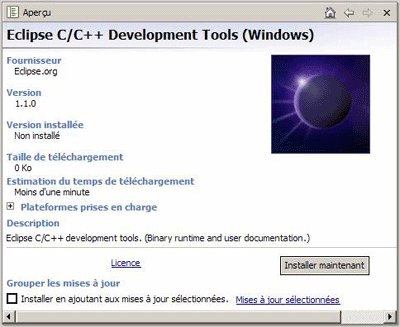 Aperçu
Eclipse C/C++ Development Tools (Windows)
Fournisseur
Eclipse.org
Version
1.1.0
Version installée
Non installé
Taille de téléchargement
0 Ko
Estimation du temps de téléchargement
Moins d'une minute
Plateformes prises en charge
Description
Eclipse C/C++ development tools. (Binary runtime and user documentation.)
Licence
Installer maintenant
Grouper les mises à jour
Installer en ajoutant aux mises à jour sélectionnées. Mises à jour sélectionnées